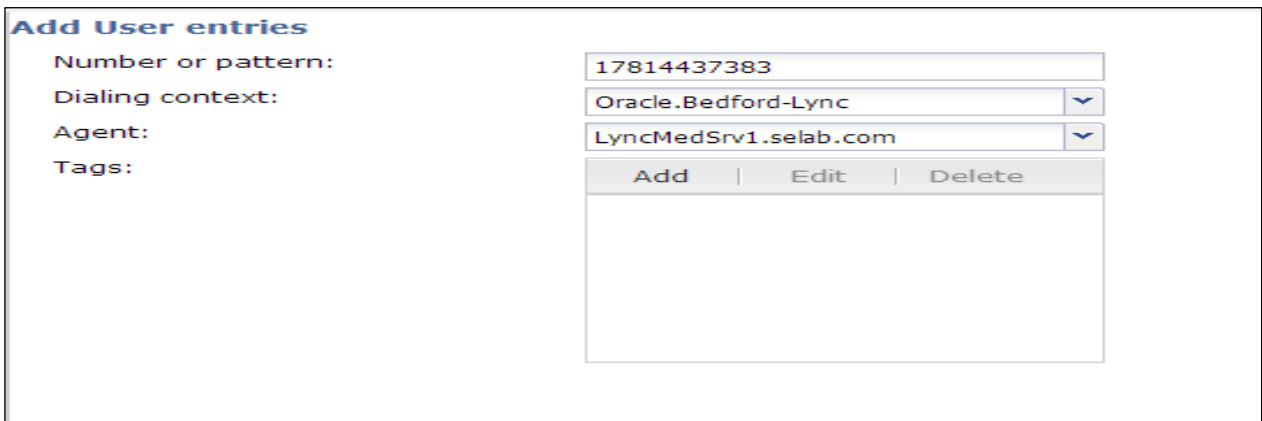 Add User entries
Number or pattern: 17814437383
Dialing context: Oracle.Bedford-Lync
Agent: LyncMedSrv1.selab.com
Tags:
Add | Edit | Delete